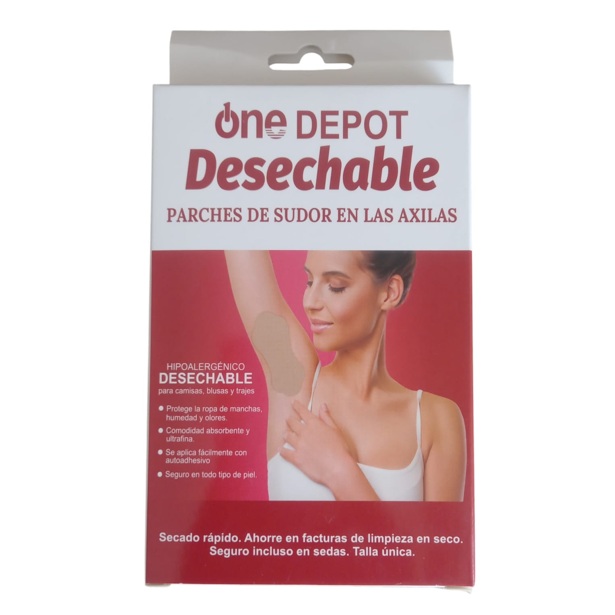 One DEPOT
Desechable
PARCHES DE SUDOR EN LAS AXILAS
HIPOALERGÉNICO
DESECHABLE
para camisas, blusas y trajes
Protege la ropa de manchas,
humedad y olores.
Comodidad absorbente y
ultrafina.
Se aplica fácilmente con
autoadhesivo
Seguro en todo tipo de piel.
Secado rápido. Ahorre en facturas de limpieza en seco.
Seguro incluso en sedas. Talla única.